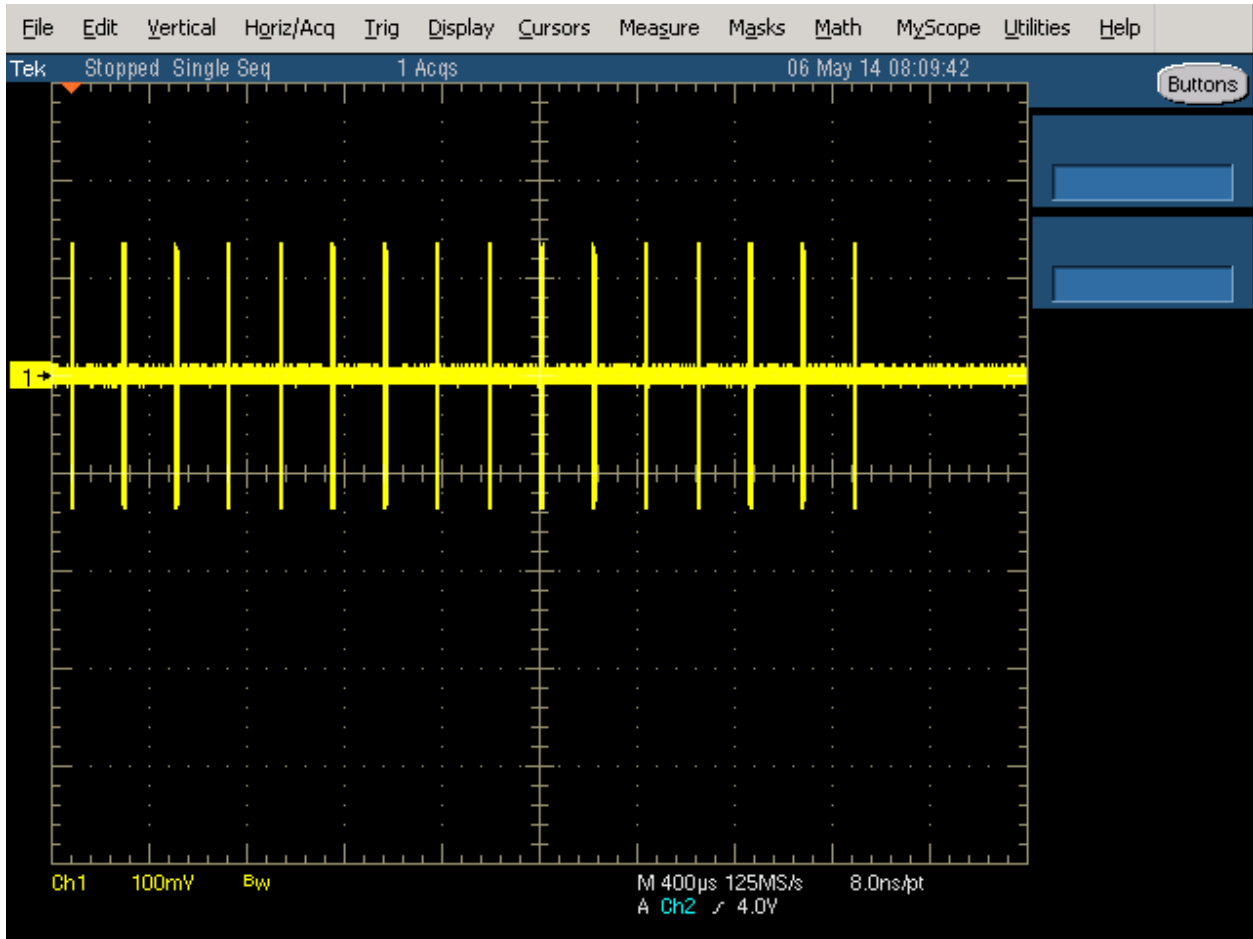 File Edit Vertical Horiz/Acq Trig Display Cursors Measure Masks Math MyScope Utilities Help
Tek Stopped Single Seq 1 Acqs 06 May 14 08:09:42 Buttons
1
Ch1 100mV Bw M 400µs 125MS/s 8.0ns/pt
A Ch2 / 4.0V